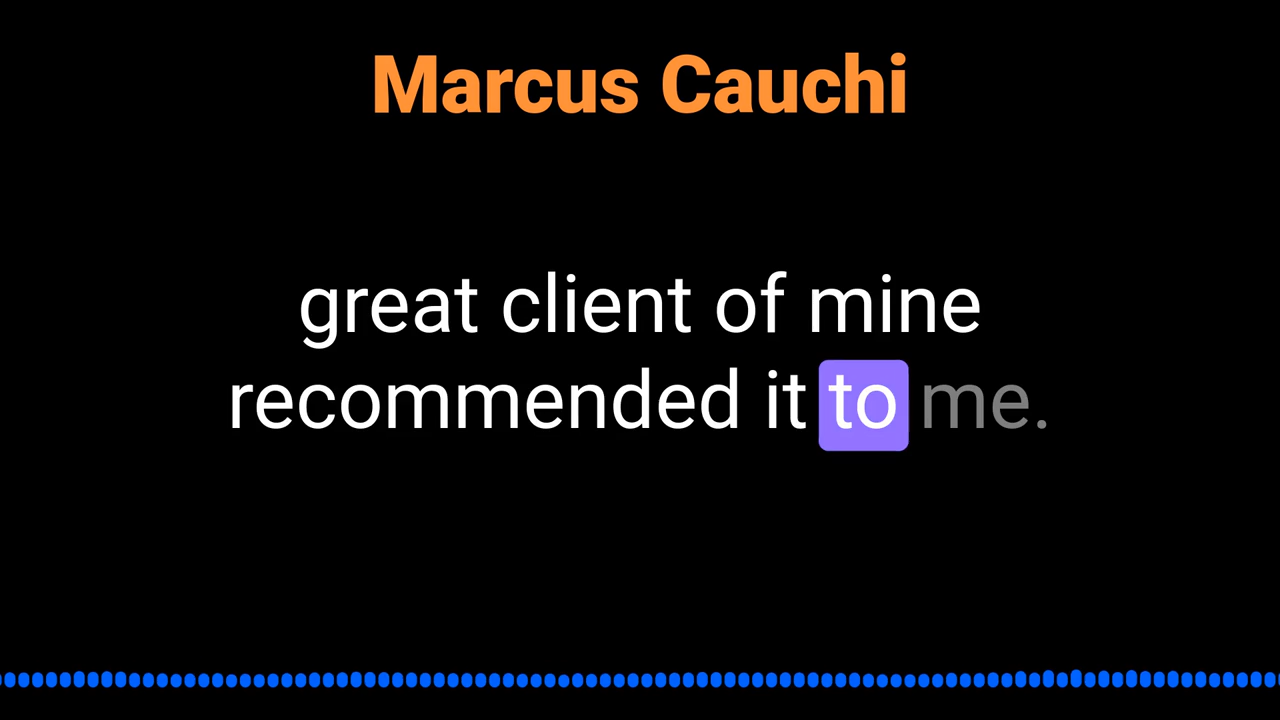 Marcus Cauchi
great client of mine
recommended it to me.